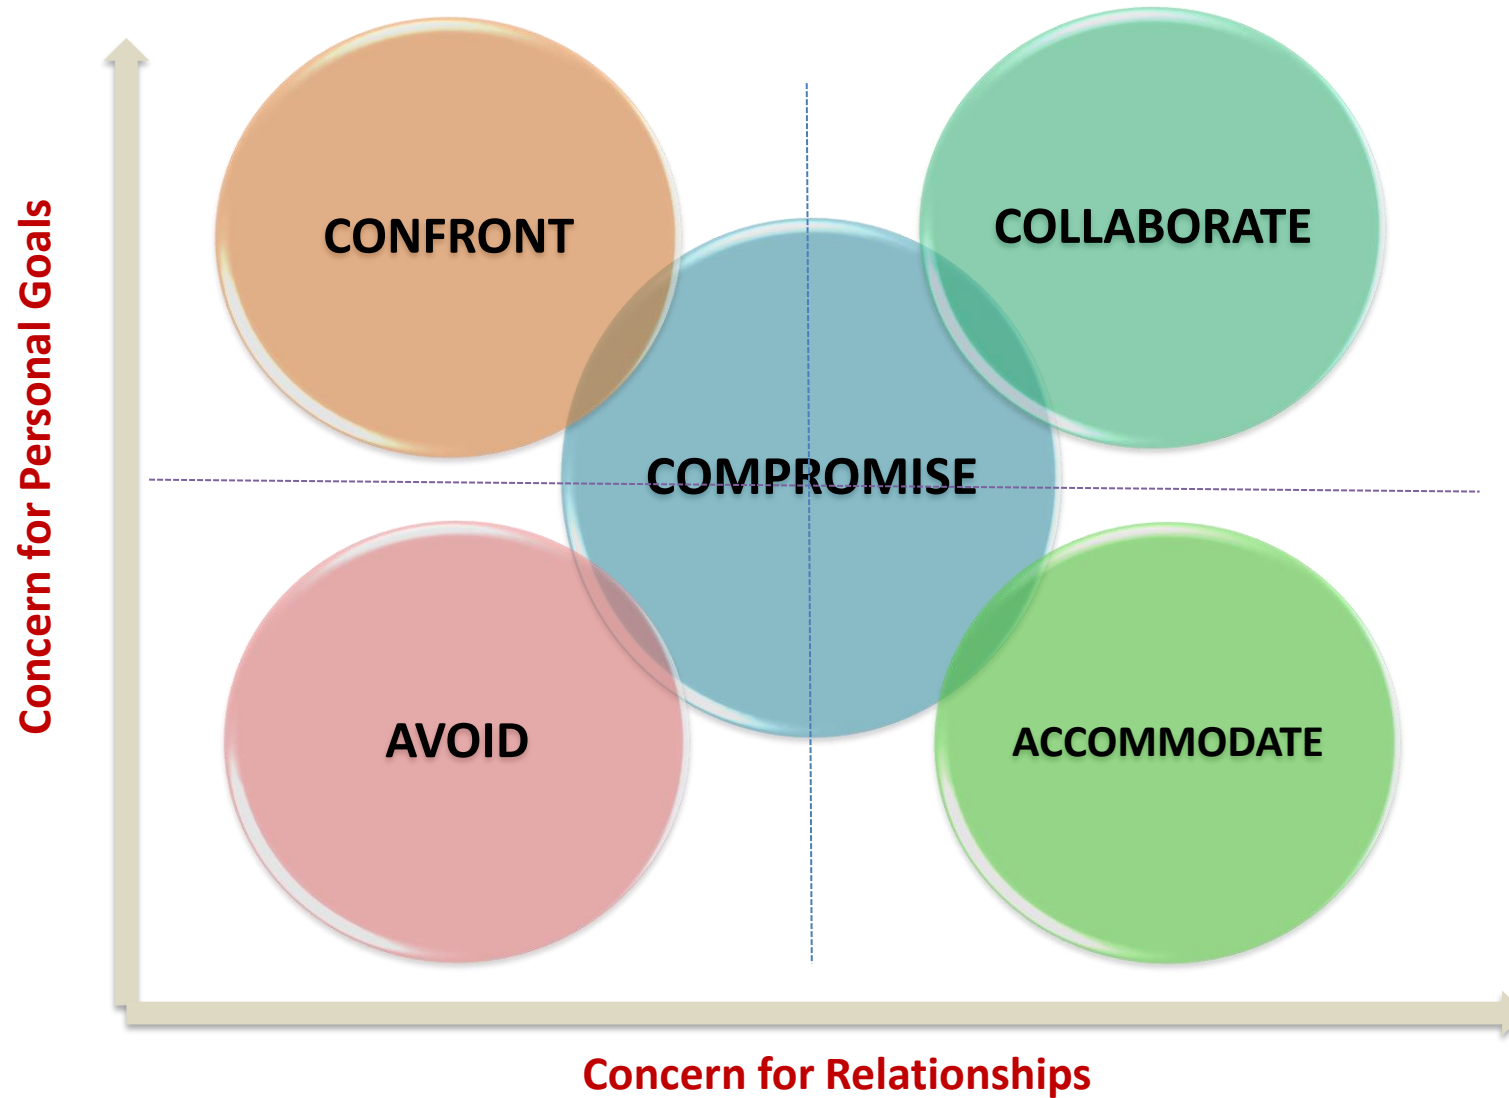 CONFRONT
COLLABORATE
COMPROMISE
AVOID
ACCOMMODATE
Concern for Personal Goals
Concern for Relationships